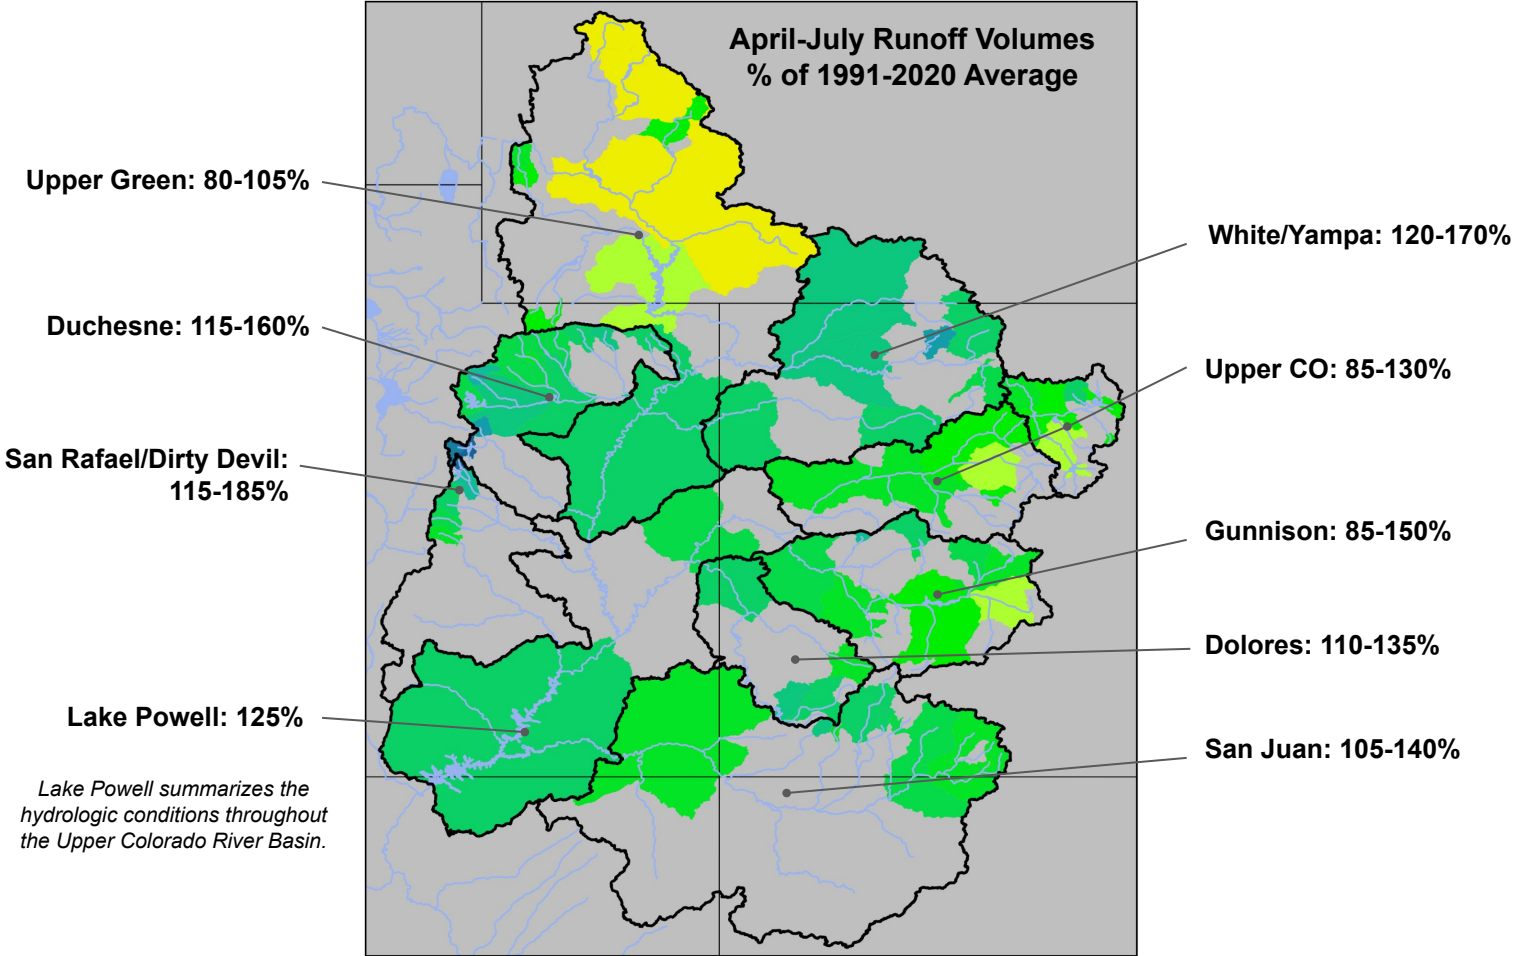 April-July Runoff Volumes
% of 1991-2020 Average
Upper Green: 80-105%
Duchesne: 115-160%
San Rafael/Dirty Devil:
115-185%
Lake Powell: 125%
Lake Powell summarizes the
hydrologic conditions throughout
the Upper Colorado River Basin.
White/Yampa: 120-170%
Upper CO: 85-130%
Gunnison: 85-150%
Dolores: 110-135%
San Juan: 105-140%